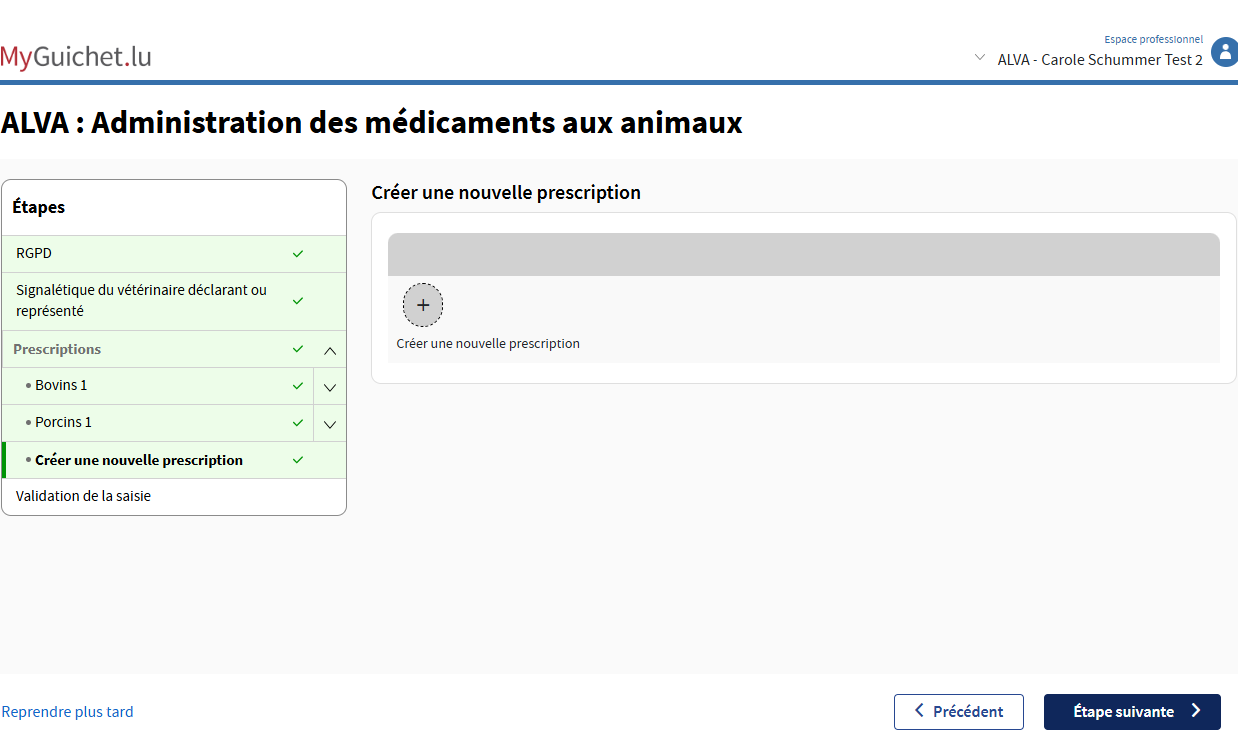 MyGuichet.lu
Espace professionnel
ALVA - Carole Schummer Test 2
ALVA : Administration des médicaments aux animaux
Étapes
RGPD
Signalétique du vétérinaire déclarant ou
représenté
Prescriptions
• Bovins 1
• Porcins 1
• Créer une nouvelle prescription
Validation de la saisie
Créer une nouvelle prescription
+
Créer une nouvelle prescription
Reprendre plus tard
Précédent
Étape suivante